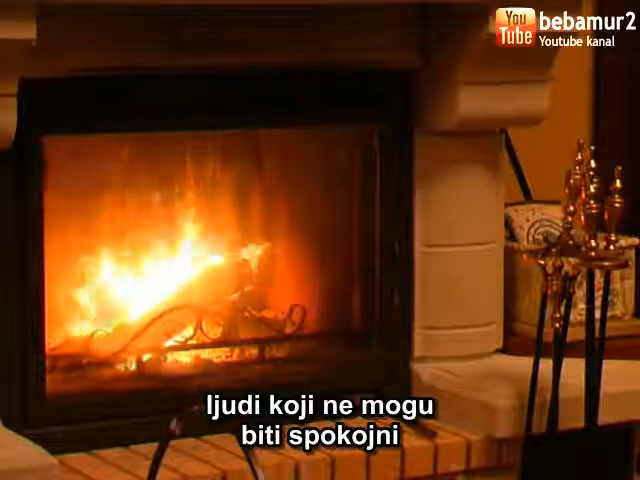 You
Tube
bebamur2
Youtube kanal
ljudi koji ne mogu
biti spokojni